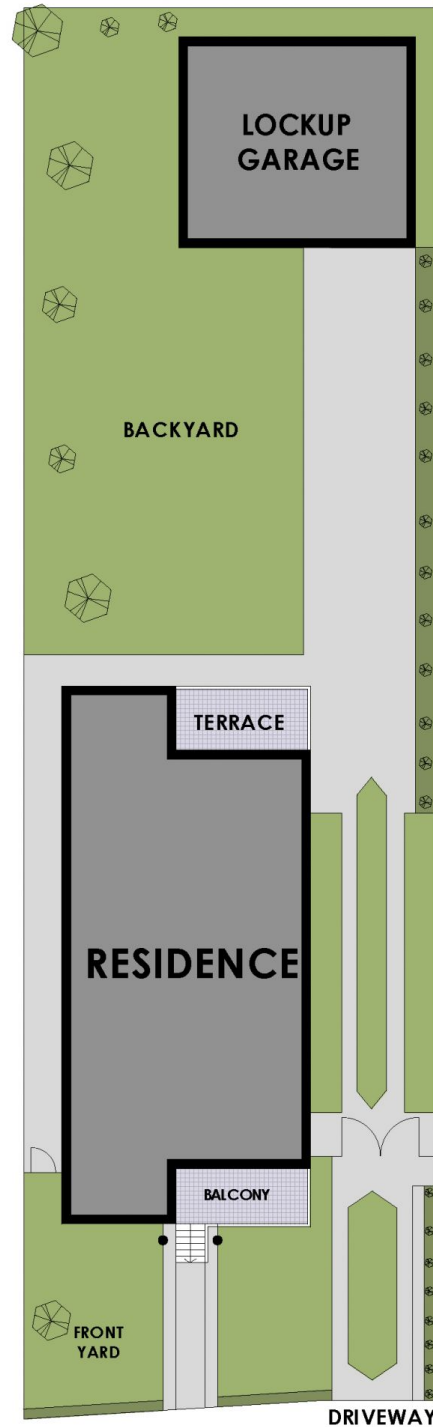 LOCKUP
GARAGE
BACKYARD
TERRACE
RESIDENCE
BALCONY
FRONT
YARD
DRIVEWAY